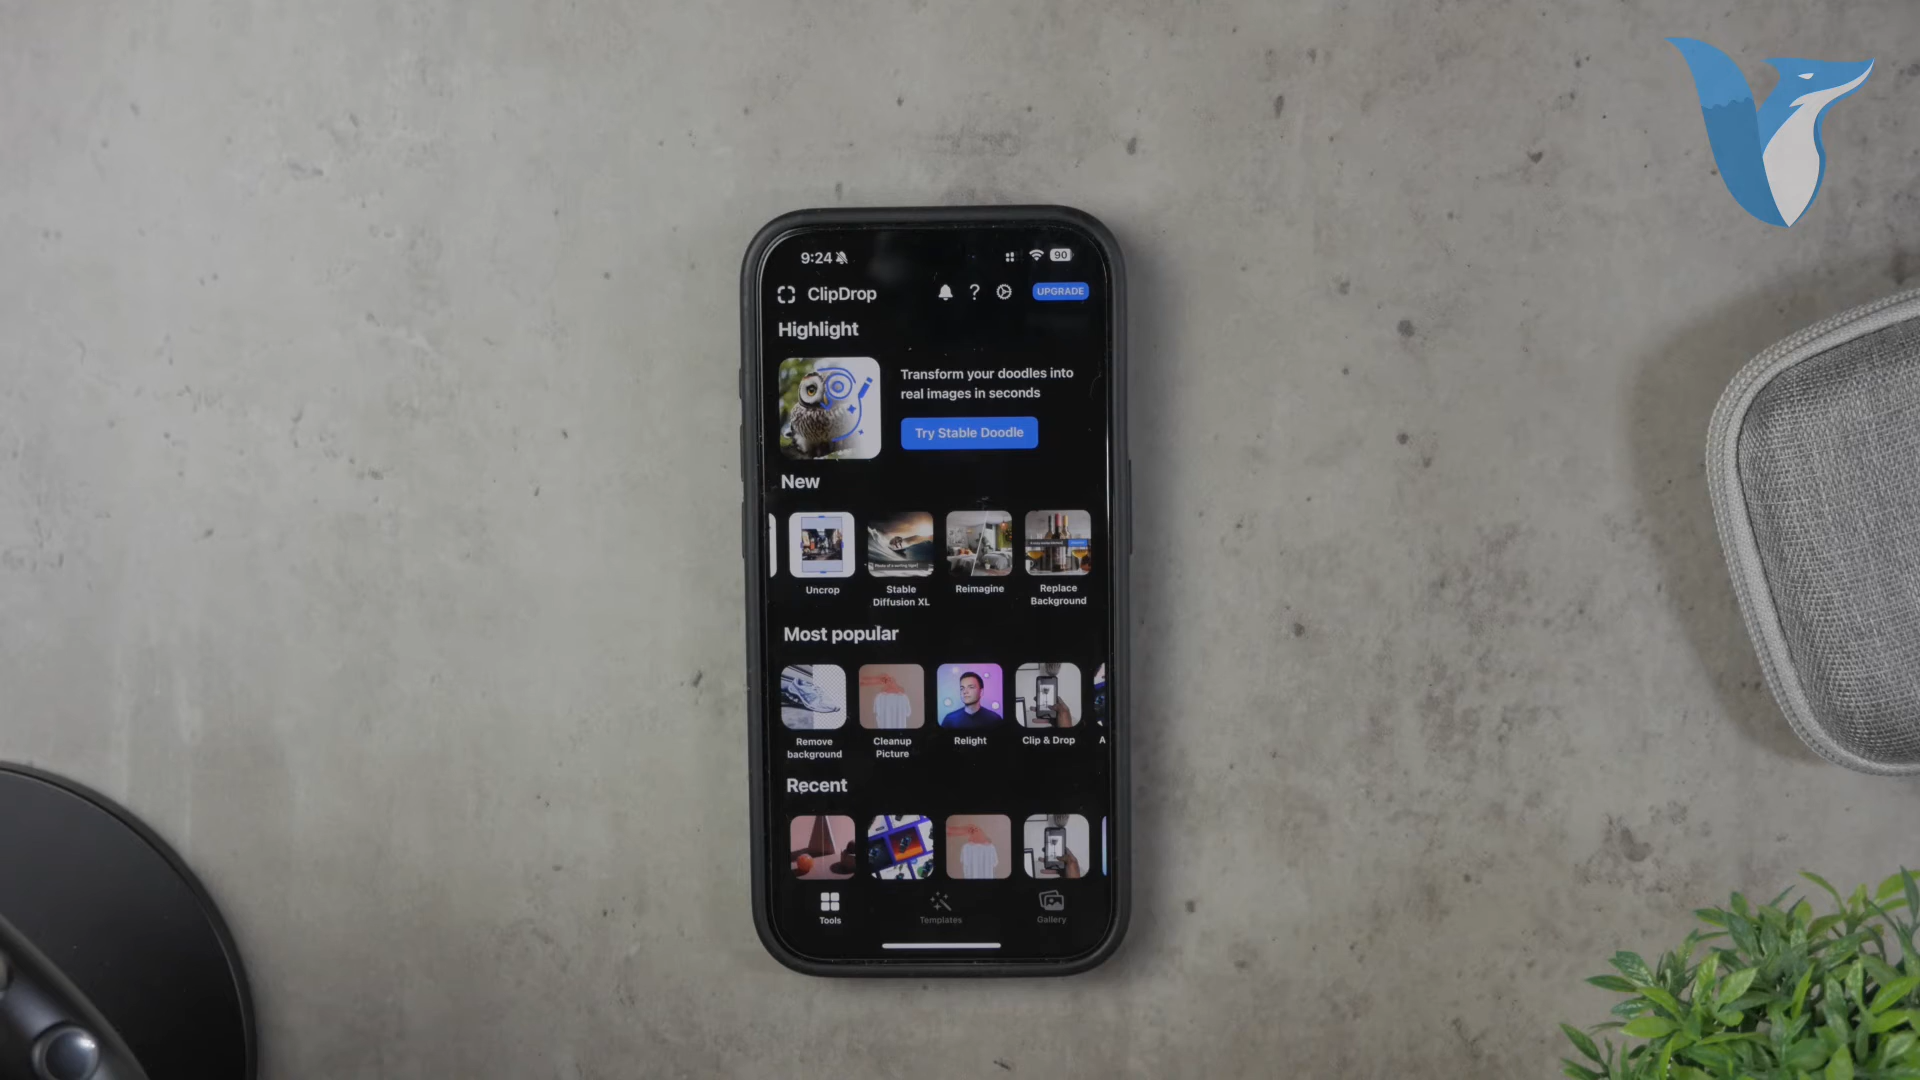 9:24
90
ClipDrop
?
UPGRADE
Highlight
Transform your doodles into
real images in seconds
Try Stable Doodle
New
Uncrop
Stable
Diffusion XL
Reimagine
Replace
Background
Most popular
Remove
background
Cleanup
Picture
Relight
Clip & Drop
A
Recent
Tools
Templates
Gallery